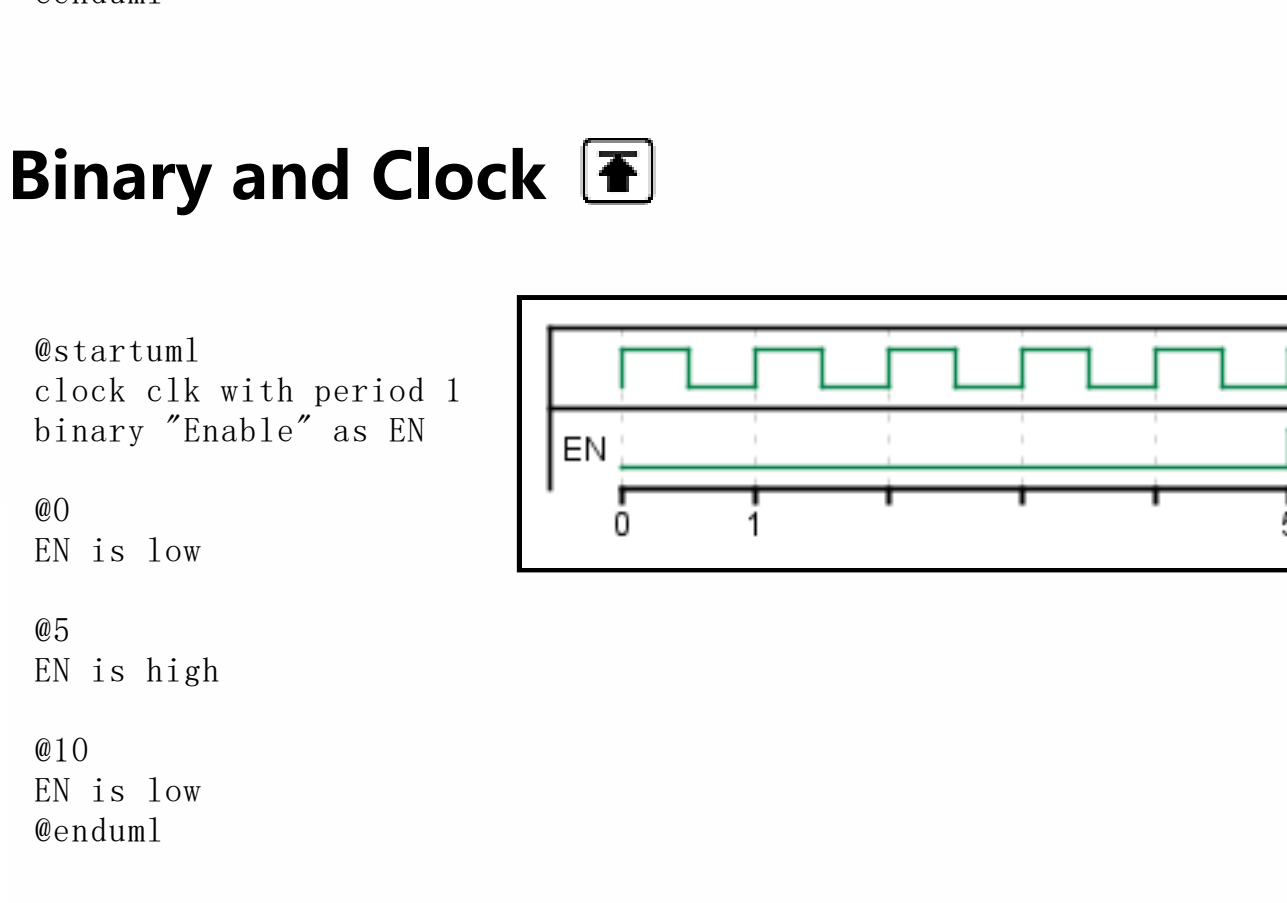 Binary and Clock
@startuml
clock clk with period 1
binary "Enable" as EN
@0
EN is low
@5
EN is high
@10
EN is low
@enduml
EN
0 1